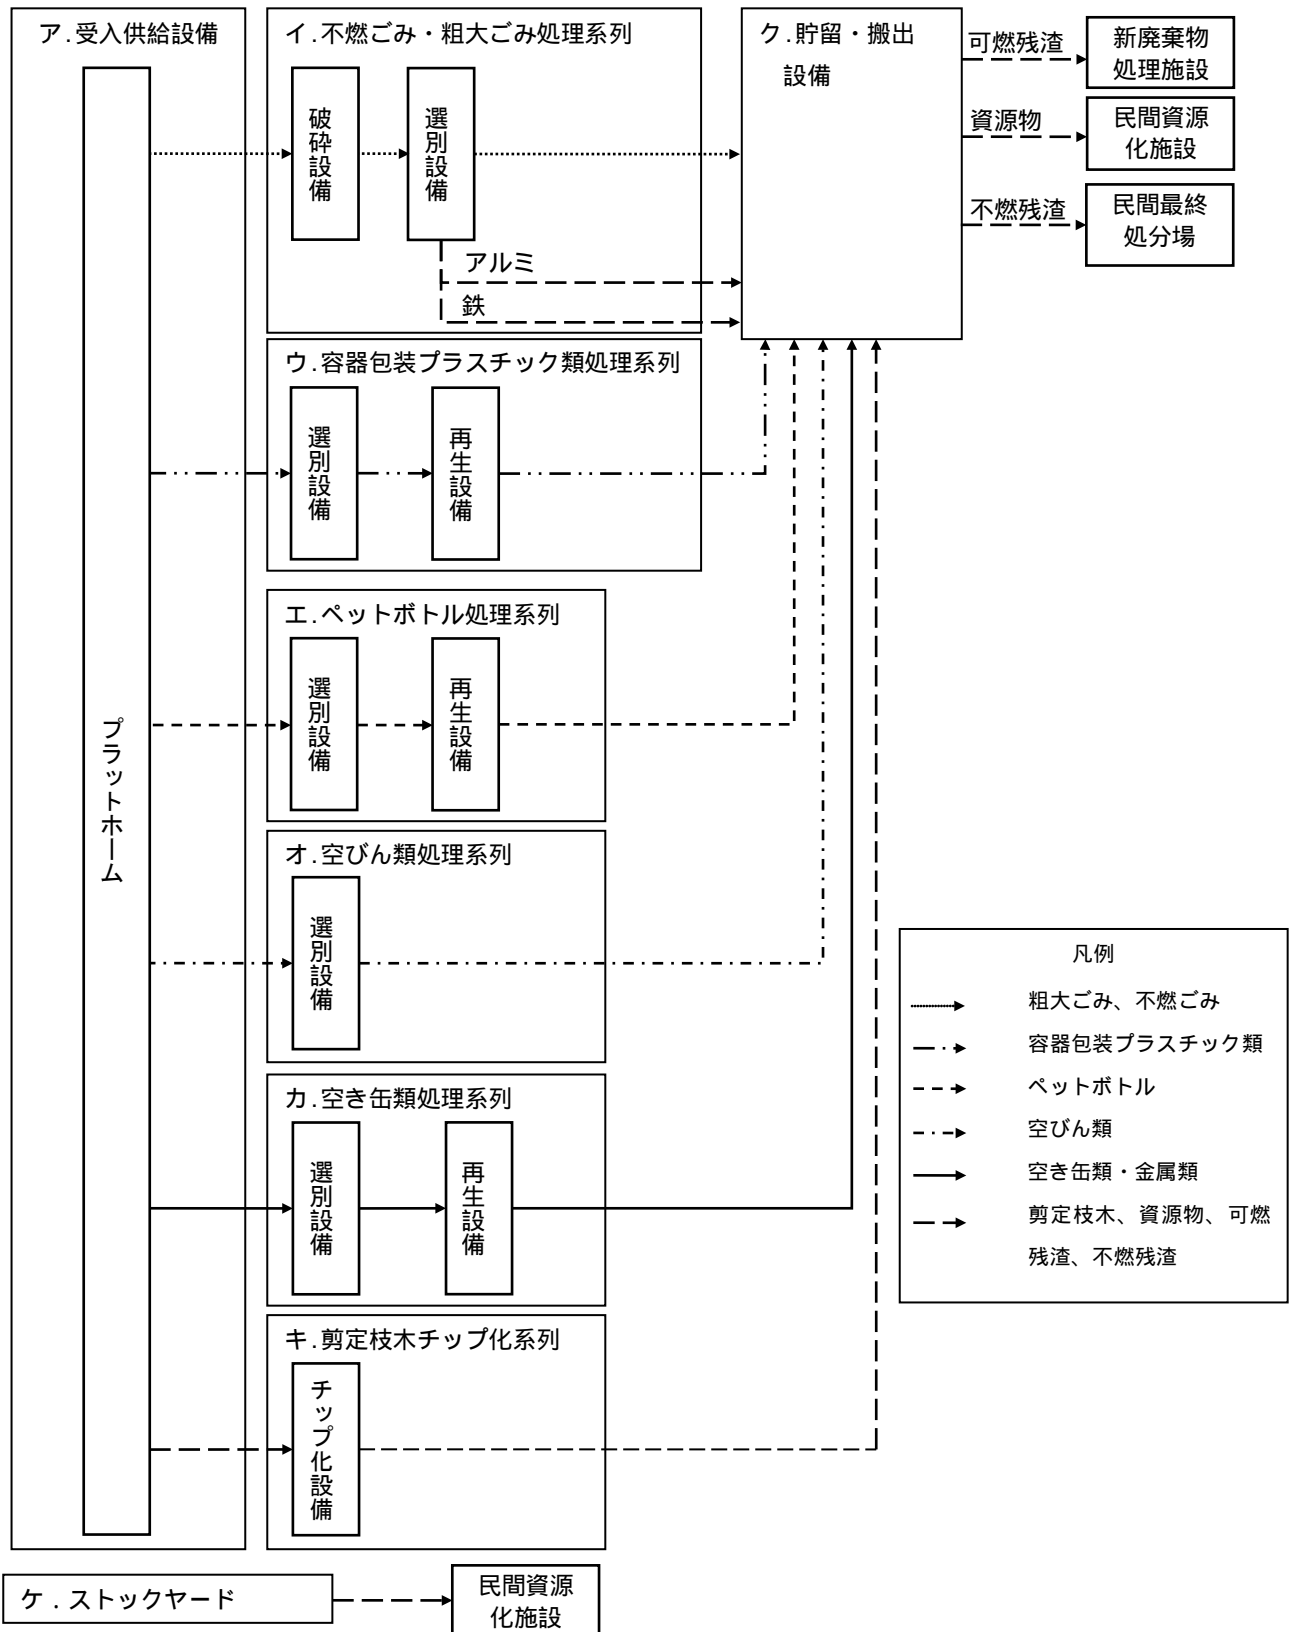 ア.受入供給設備
プラットホーム
イ.不燃ごみ・粗大ごみ処理系列
破砕設備
選別設備
アルミ
鉄
ウ.容器包装プラスチック類処理系列
選別設備
再生設備
エ.ペットボトル処理系列
選別設備
再生設備
オ.空びん類処理系列
選別設備
カ.空き缶類処理系列
選別設備
再生設備
キ.剪定枝木チップ化系列
チップ化設備
ク.貯留・搬出
設備
可燃残渣
新廃棄物
処理施設
資源物
民間資源
化施設
不燃残渣
民間最終
処分場
凡例
粗大ごみ、不燃ごみ
容器包装プラスチック類
ペットボトル
空びん類
空き缶類・金属類
剪定枝木、資源物、可燃
残渣、不燃残渣
ケ.ストックヤード
民間資源
化施設